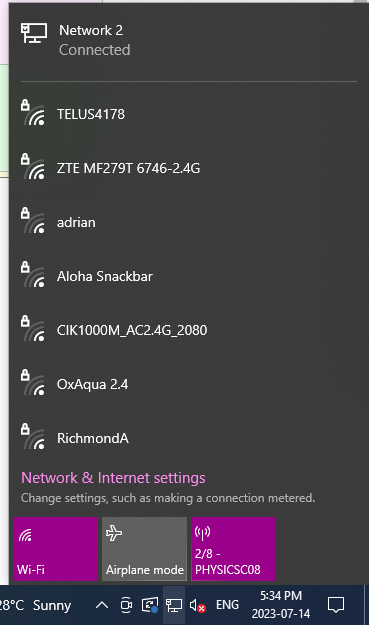 Network 2
Connected
TELUS4178
ZTE MF279T 6746-2.4G
adrian
Aloha Snackbar
CIK1000M_AC2.4G_2080
OxAqua 2.4
RichmondA
Network & Internet settings
Change settings, such as making a connection metered.
Wi-Fi
Airplane mode
2/8 -
PHYSICSC08
28°C Sunny
ENG
5:34 PM
2023-07-14